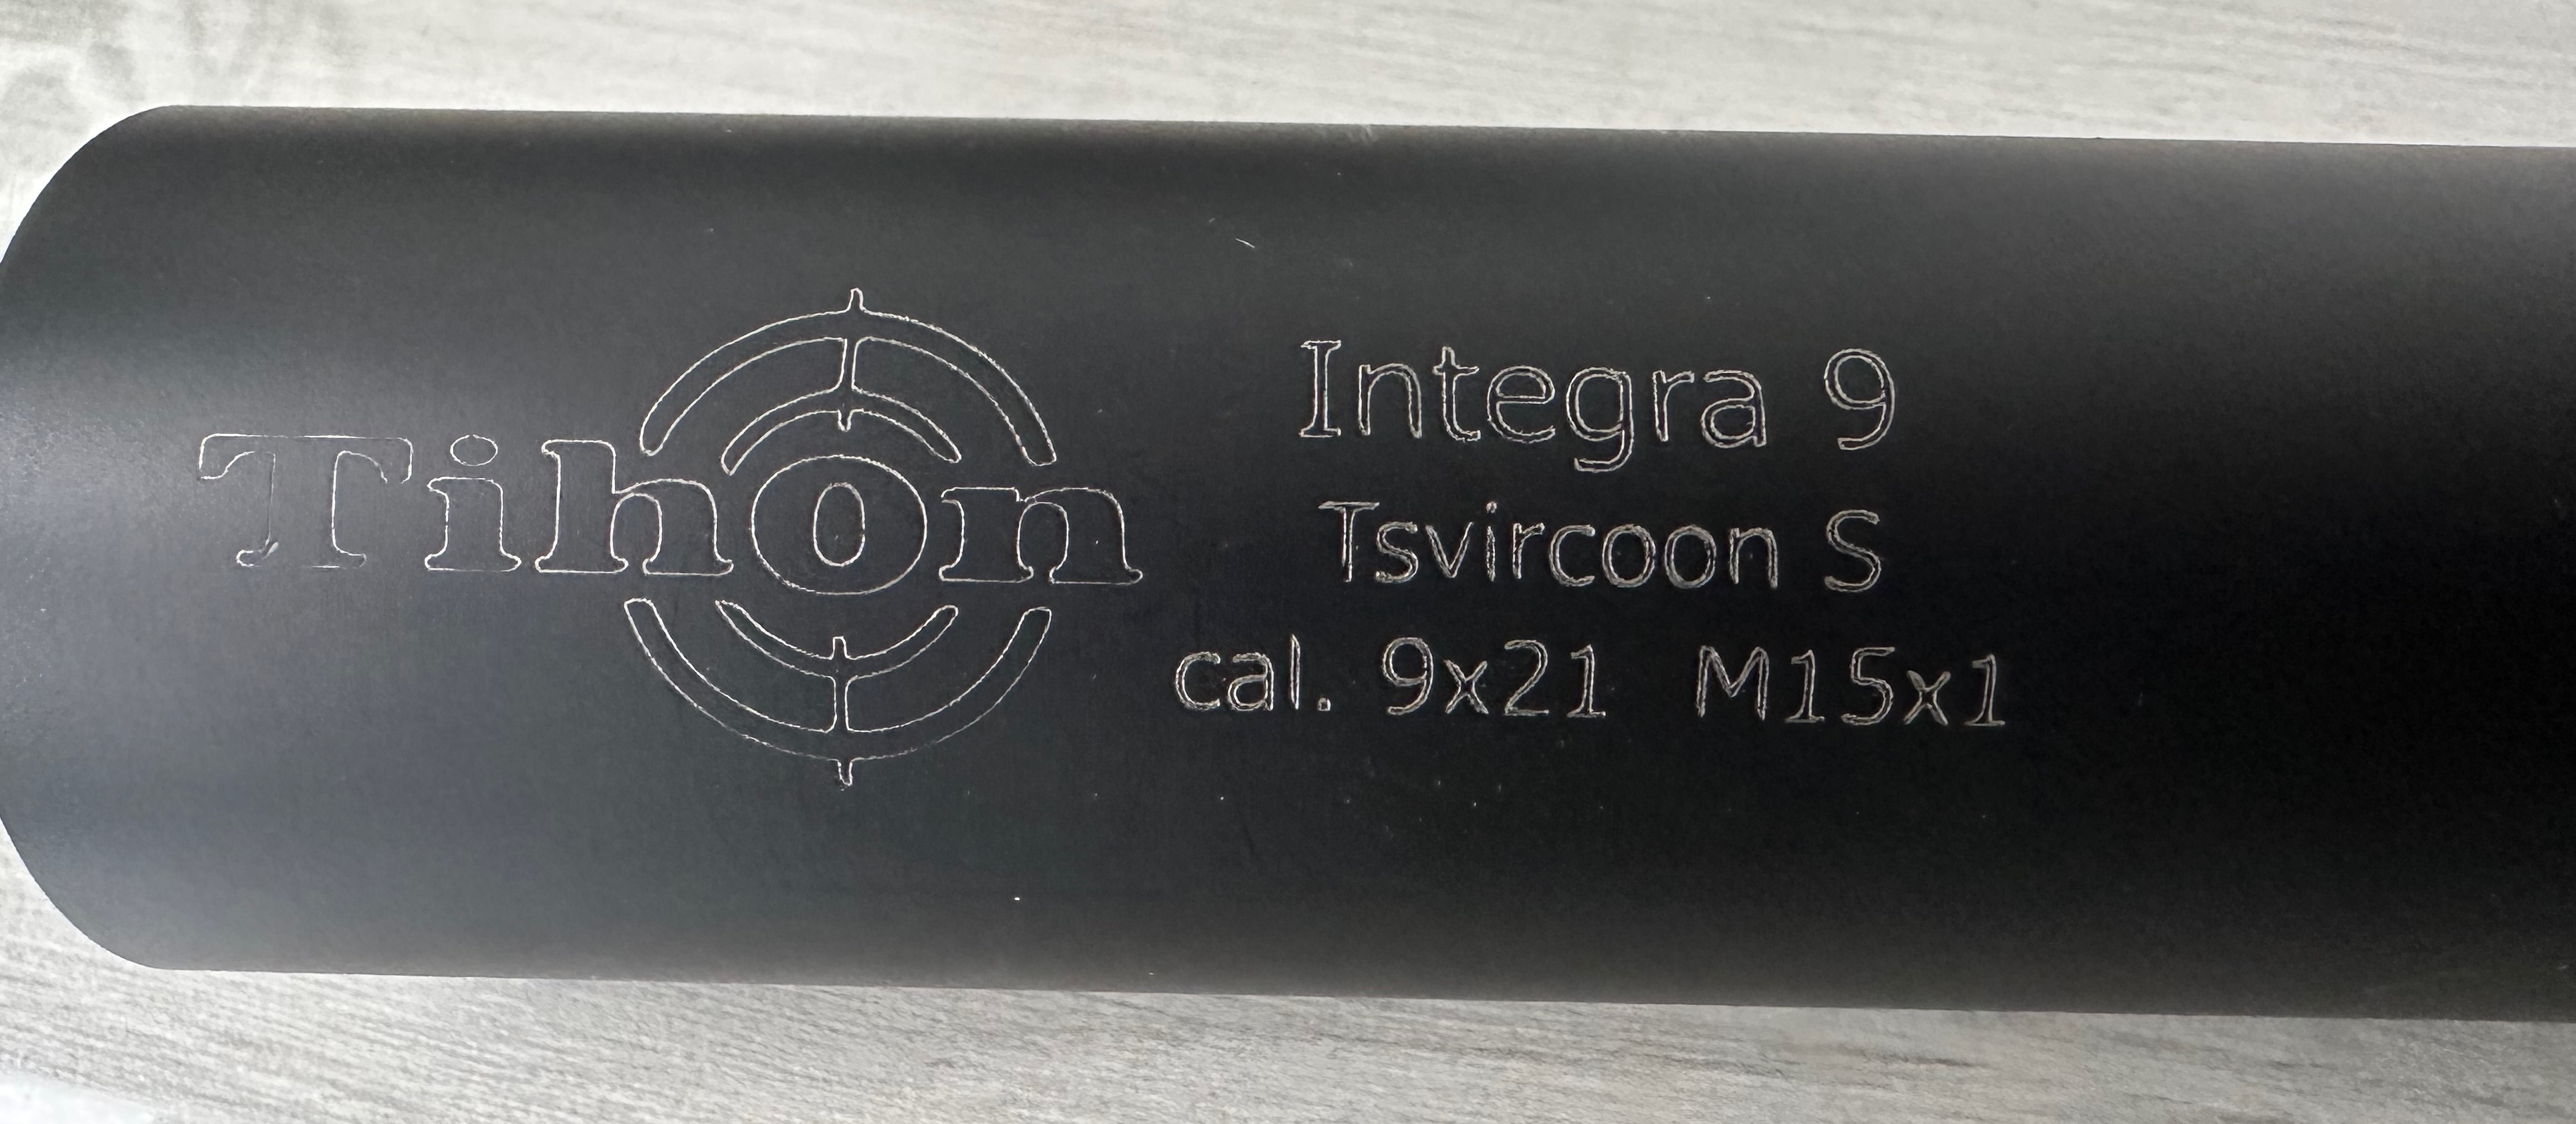 Tihon
Integra 9
Tsvircoon S
cal. 9x21 M15x1